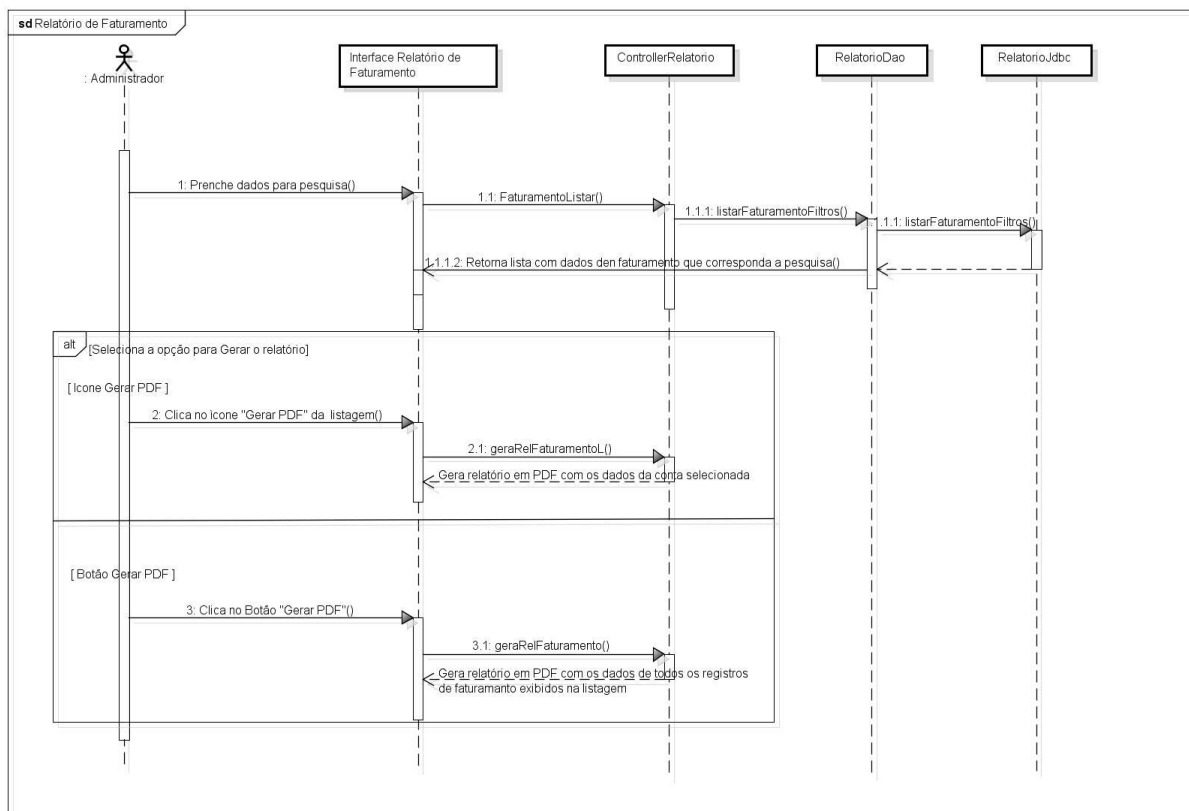 sd Relatório de Faturamento
: Administrador
Interface Relatório de
Faturamento
ControllerRelatorio
RelatorioDao
RelatorioJdbc
1: Prenche dados para pesquisa()
1.1: FaturamentoListar()
1.1.1: listarFaturamentoFiltros()
1.1.1: listarFaturamentoFiltros()
1.1.1.2: Retorna lista com dados den faturamento que corresponda a pesquisa()
alt
[Seleciona a opção para Gerar o relatório]
[ Icone Gerar PDF ]
2: Clica no icone "Gerar PDF" da listagem()
2.1: geraRelFaturamentoL()
Gera relatório em PDF com os dados da conta selecionada
[ Botão Gerar PDF ]
3: Clica no Botão "Gerar PDF"()
3.1: geraRelFaturamento()
Gera relatório em PDF com os dados de todos os registros
de faturamanto exibidos na listagem